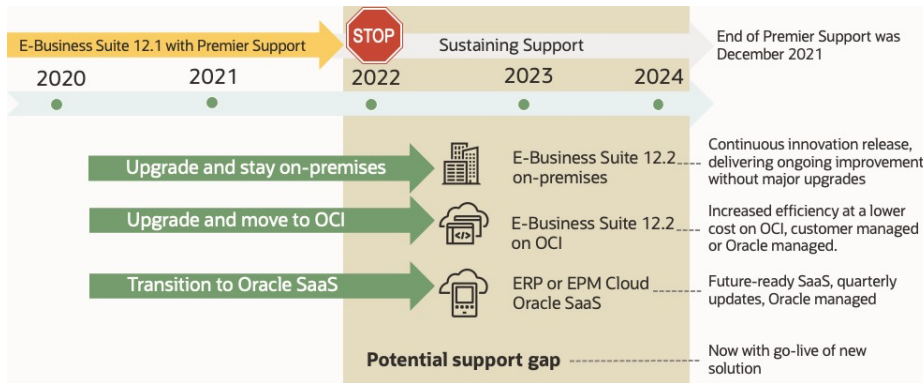 E-Business Suite 12.1 with Premier Support
STOP
Sustaining Support
End of Premier Support was
December 2021
2020
2021
2022
2023
2024
Upgrade and stay on-premises
E-Business Suite 12.2
on-premises
Continuous innovation release,
delivering ongoing improvement
without major upgrades
Upgrade and move to OCI
</>
E-Business Suite 12.2
on OCI
Increased efficiency at a lower
cost on OCI, customer managed
or Oracle managed.
Transition to Oracle SaaS
ERP or EPM Cloud
Oracle SaaS
Future-ready SaaS, quarterly
updates, Oracle managed
Potential support gap
Now with go-live of new
solution